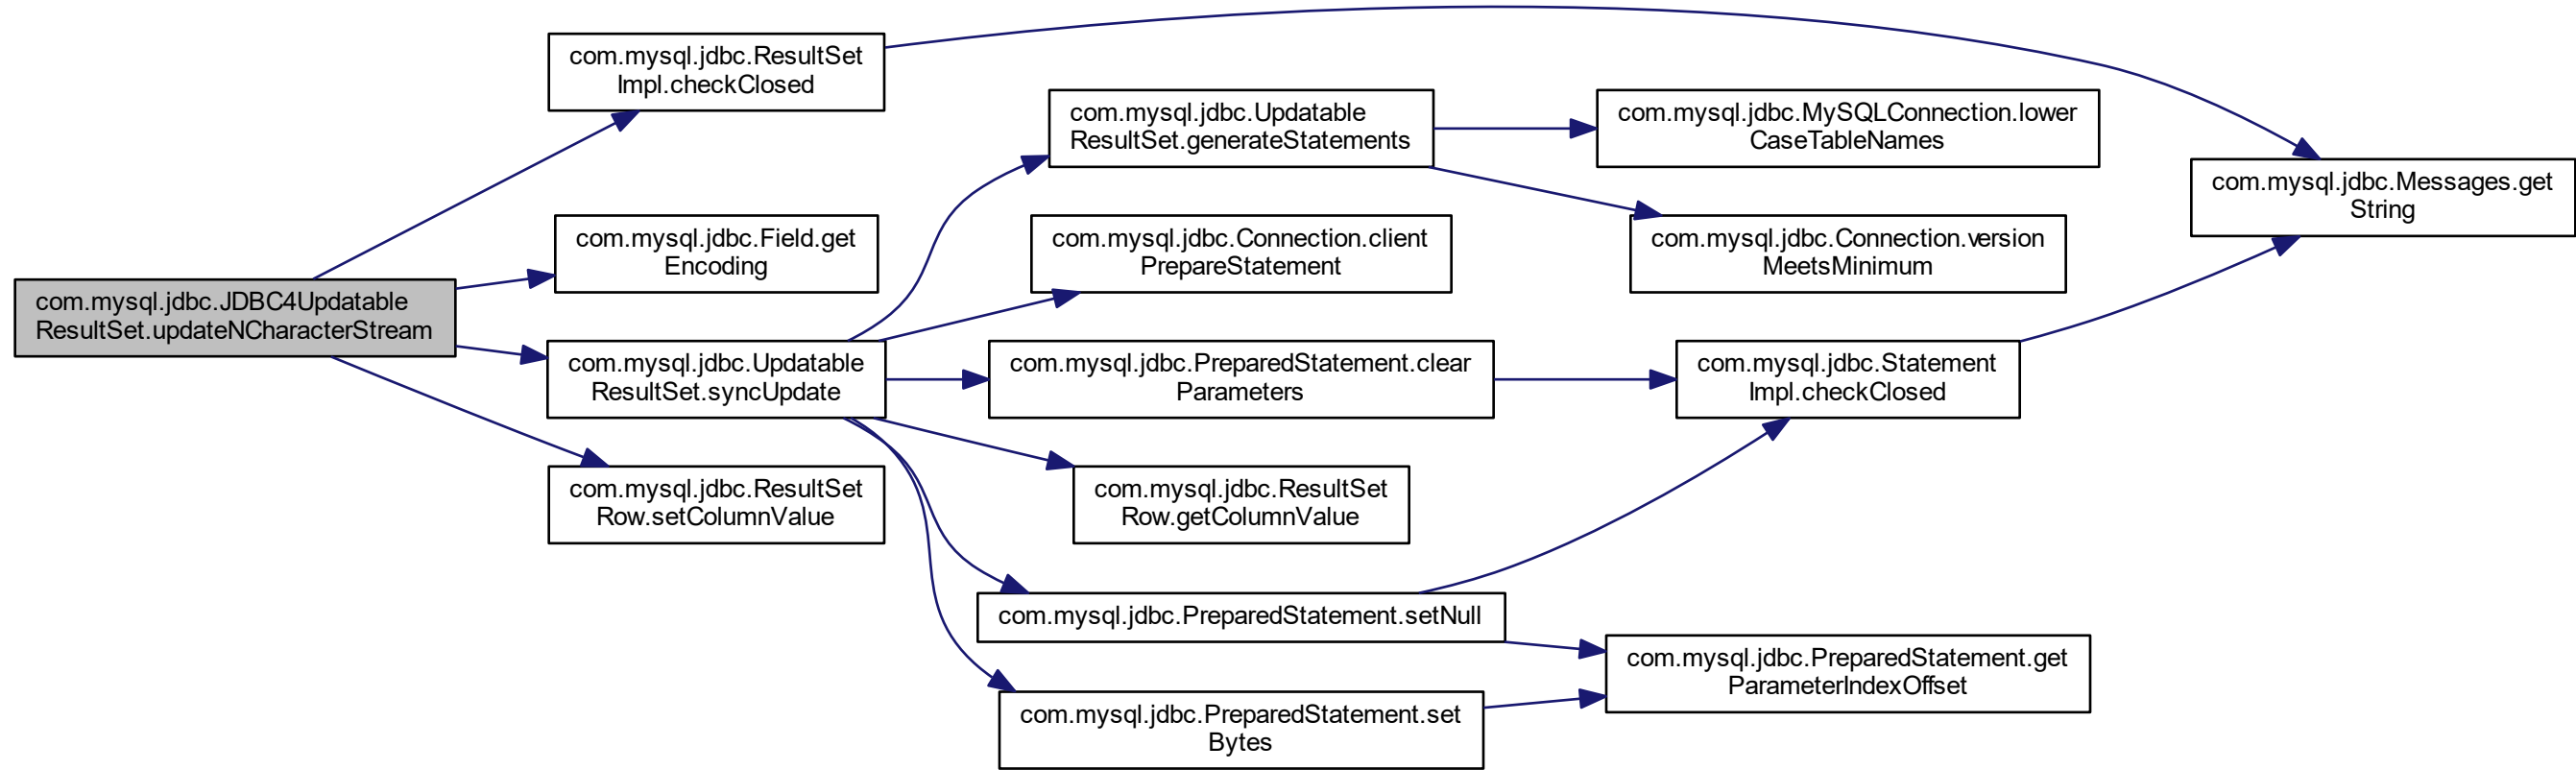 com.mysql.jdbc.JDBC4Updatable
ResultSet.updateNCharacterStream
com.mysql.jdbc.ResultSet
Impl.checkClosed
com.mysql.jdbc.Field.get
Encoding
com.mysql.jdbc.Updatable
ResultSet.syncUpdate
com.mysql.jdbc.ResultSet
Row.setColumnValue
com.mysql.jdbc.Updatable
ResultSet.generateStatements
com.mysql.jdbc.Connection.client
PrepareStatement
com.mysql.jdbc.PreparedStatement.clear
Parameters
com.mysql.jdbc.ResultSet
Row.getColumnValue
com.mysql.jdbc.PreparedStatement.setNull
com.mysql.jdbc.PreparedStatement.set
Bytes
com.mysql.jdbc.MySQLConnection.lower
CaseTableNames
com.mysql.jdbc.Connection.version
MeetsMinimum
com.mysql.jdbc.Statement
Impl.checkClosed
com.mysql.jdbc.PreparedStatement.get
ParameterIndexOffset
com.mysql.jdbc.Messages.get
String